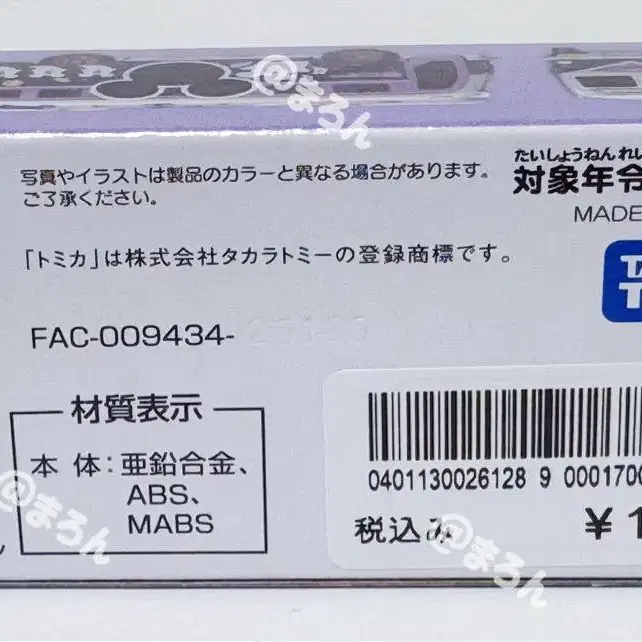 @まろん
写真やイラストは製品のカラーと異なる場合があります。
ご了承ください。
たいしょうねんれい
対象年令
MADE
「トミカ」は株式会社タカラトミーの登録商標です。
FAC-009434-
材質表示
本 体：亜鉛合金、
ABS、
MABS
0401130026128 9 0001700
税込み ￥1
@まろん
@まろん